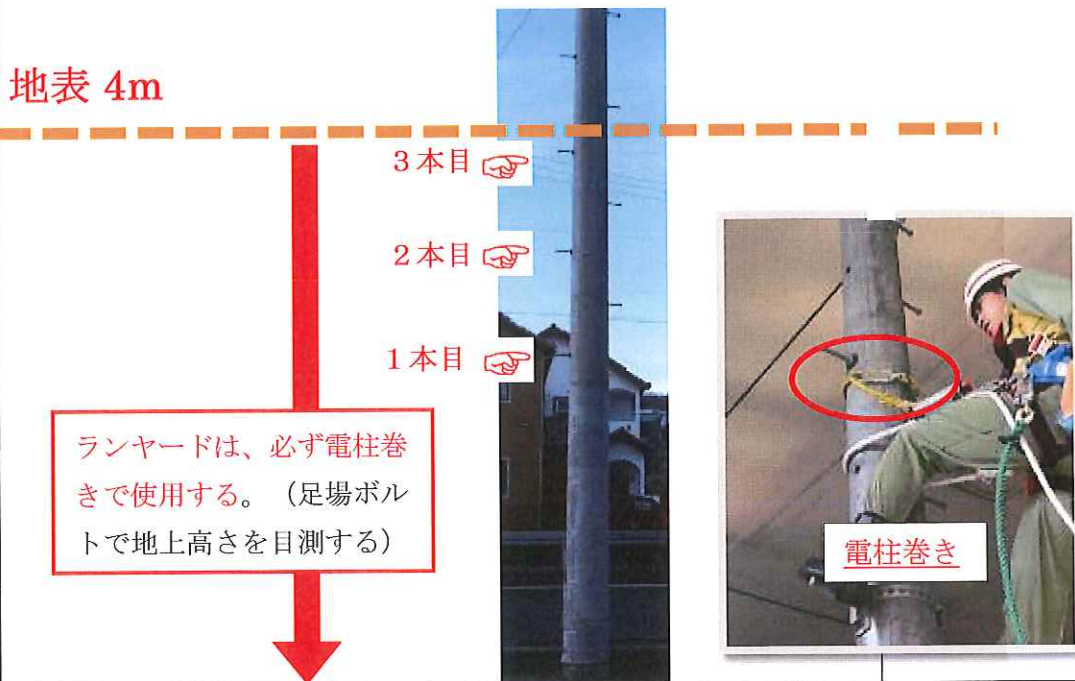 地表 4m
3本目
2本目
1本目
ランヤードは、必ず電柱巻
きで使用する。（足場ボル
トで地上高さを目測する）
電柱巻き